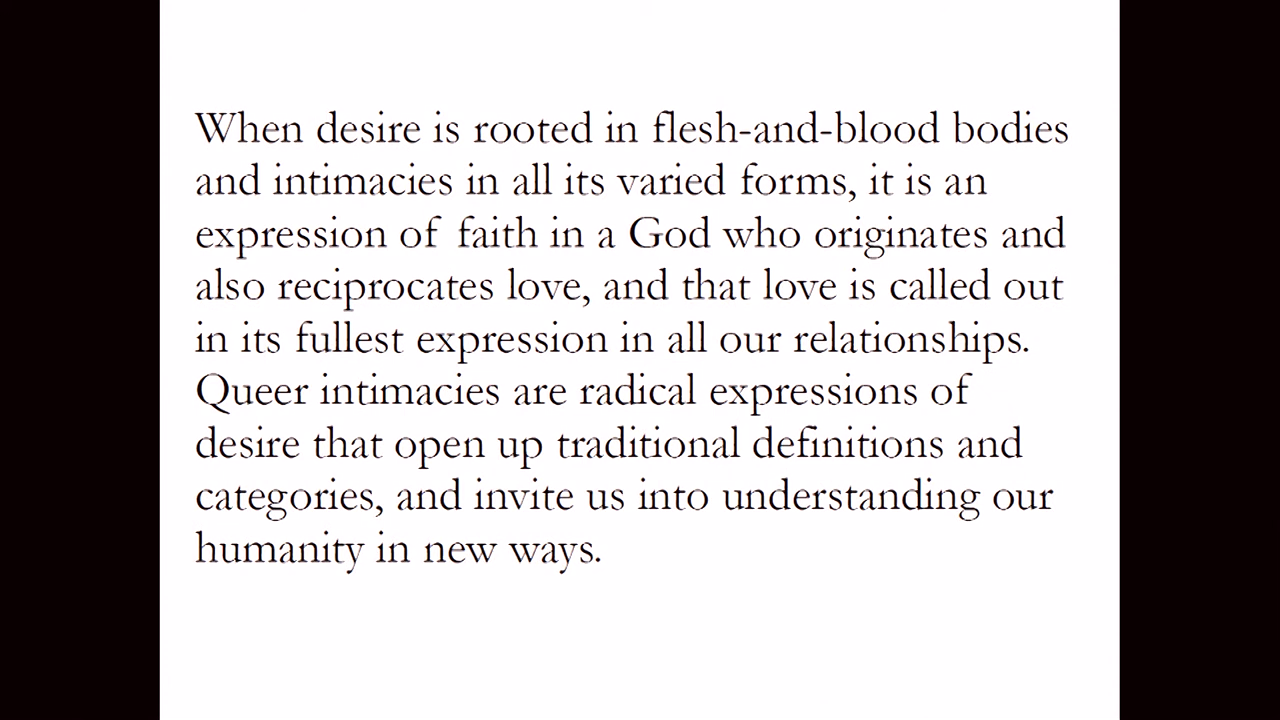 When desire is rooted in flesh-and-blood bodies
and intimacies in all its varied forms, it is an
expression of faith in a God who originates and
also reciprocates love, and that love is called out
in its fullest expression in all our relationships.
Queer intimacies are radical expressions of
desire that open up traditional definitions and
categories, and invite us into understanding our
humanity in new ways.